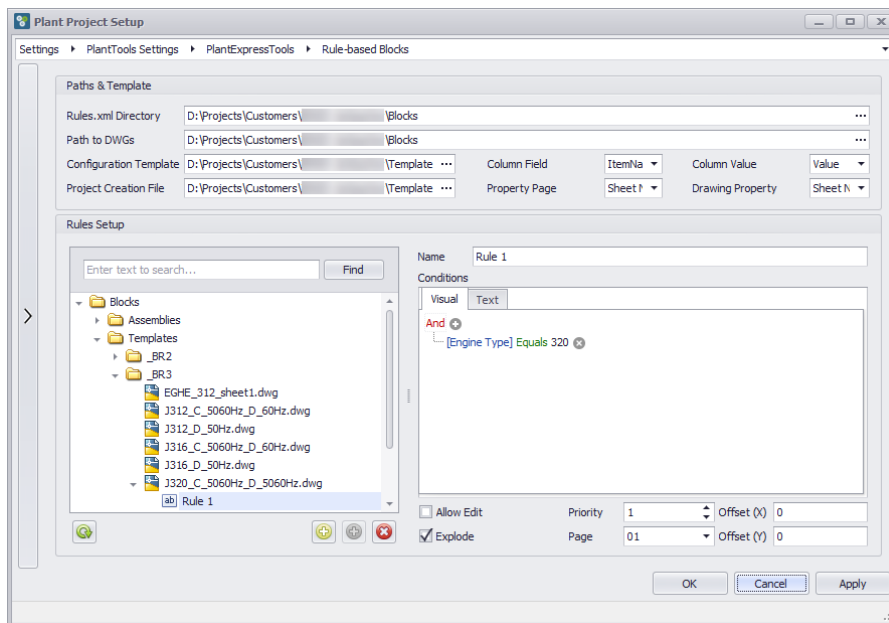 Plant Project Setup
Settings PlantTools Settings PlantExpressTools Rule-based Blocks
Paths & Template
Rules.xml Directory D:\Projects\Customers\ \Blocks ...
Path to DWGs D:\Projects\Customers\ \Blocks ...
Configuration Template D:\Projects\Customers\ \Template ... Column Field ItemNa Column Value Value
Project Creation File D:\Projects\Customers\ \Template ... Property Page Sheet N Drawing Property Sheet N
Rules Setup
Enter text to search... Find
Blocks
Assemblies
Templates
_BR2
_BR3
EGHE_312_sheet1.dwg
J312_C_5060Hz_D_60Hz.dwg
J312_D_50Hz.dwg
J316_C_5060Hz_D_60Hz.dwg
J316_D_50Hz.dwg
J320_C_5060Hz_D_5060Hz.dwg
ab Rule 1
Name Rule 1
Conditions
Visual Text
And
[Engine Type] Equals 320
Allow Edit Priority 1 Offset (X) 0
Explode Page 01 Offset (Y) 0
OK Cancel Apply